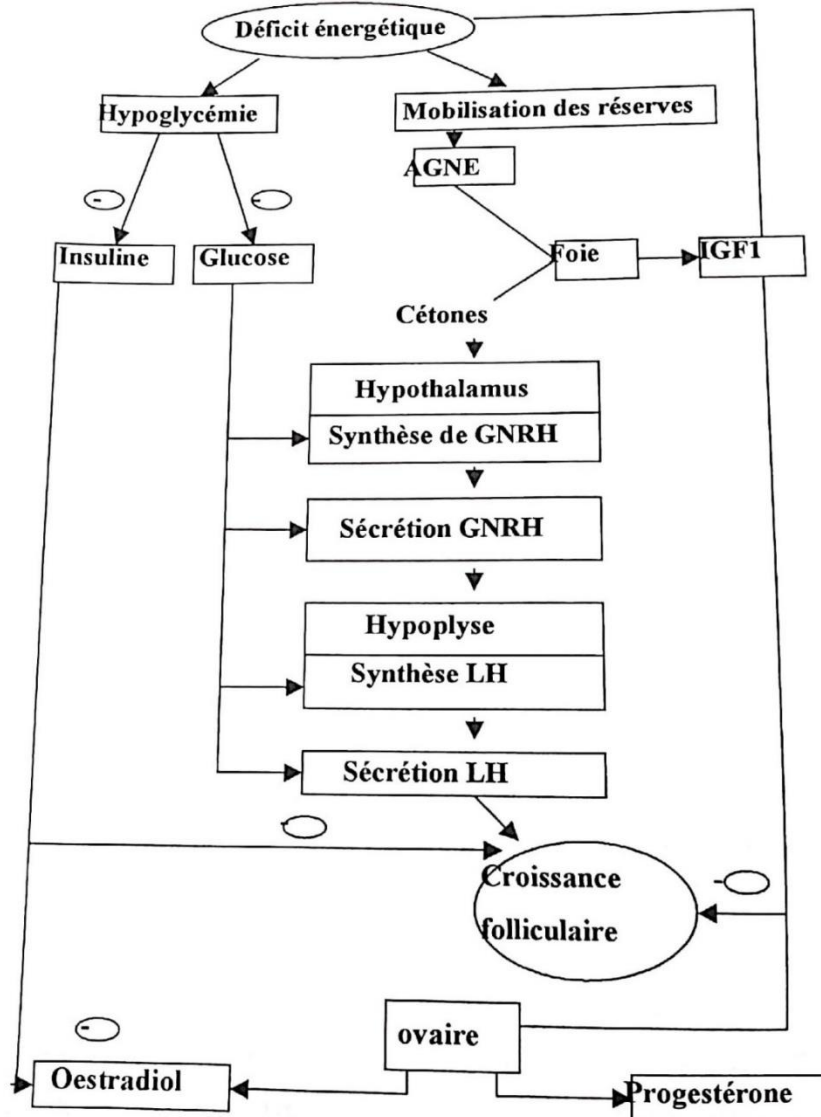 Déficit énergétique
Hypoglycémie
Mobilisation des réserves
AGNE
-
-
Insuline
Glucose
Foie
IGF1
Cétones
Hypothalamus
Synthèse de GNRH
Sécrétion GNRH
Hypoplyse
Synthèse LH
Sécrétion LH
-
Croissance
-
folliculaire
-
ovaire
Oestradiol
Progestérone